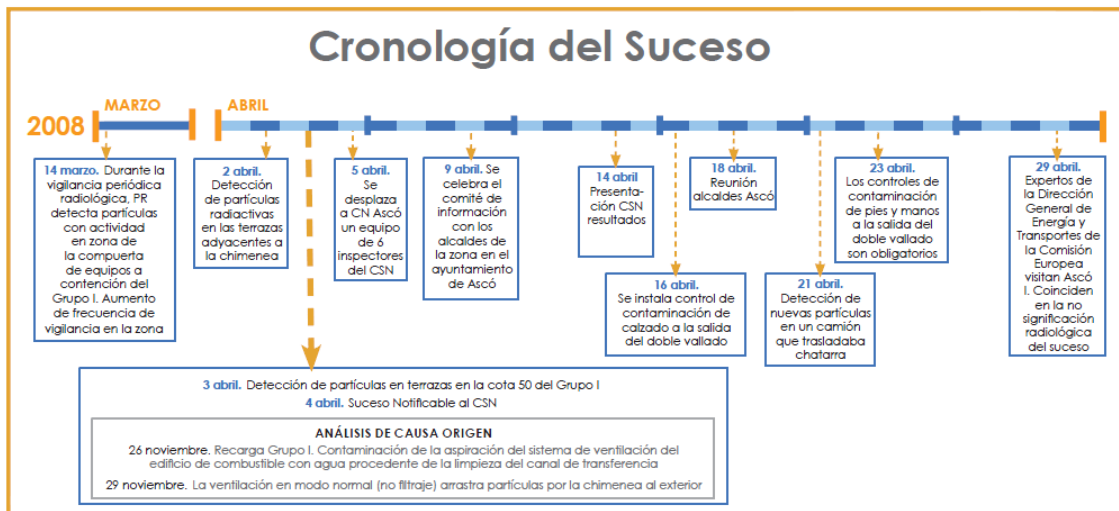 Cronología del Suceso
MARZO
ABRIL
2008
14 marzo. Durante la
vigilancia periódica
radiológica, PR
detecta partículas
con actividad
en zona de
la compuerta
de equipos a
contención del
Grupo I. Aumento
de frecuencia de
vigilancia en la zona
2 abril.
Detección
de partículas
radiactivas en
las terrazas
adyacentes a
la chimenea
5 abril.
Se
desplaza
a CN Ascó
un equipo
de 6
inspectores
del CSN
9 abril. Se
celebra el
comité de
información
con los
alcaldes de
la zona en el
ayuntamiento
de Ascó
14 abril
Presenta-
ción CSN
resultados
16 abril.
Se instala control de
contaminación de
calzado a la salida
del doble vallado
18 abril.
Reunión
alcaldes Ascó
21 abril.
Detección de
nuevas partículas
en un camión
que trasladaba
chatarra
23 abril.
Los controles de
contaminación
de pies y manos
a la salida del
doble vallado
son obligatorios
29 abril.
Expertos de
la Dirección
General de
Energía y
Transportes de
la Comisión
Europea
visitan Ascó
I. Coinciden
en la no
significación
radiológica
del suceso
3 abril. Detección de partículas en terrazas en la cota 50 del Grupo I
4 abril. Suceso Notificable al CSN
ANÁLISIS DE CAUSA ORIGEN
26 noviembre. Recarga Grupo I. Contaminación de la aspiración del sistema de ventilación del
edificio de combustible con agua procedente de la limpieza del canal de transferencia
29 noviembre. La ventilación en modo normal (no filtraje) arrastra partículas por la chimenea al exterior